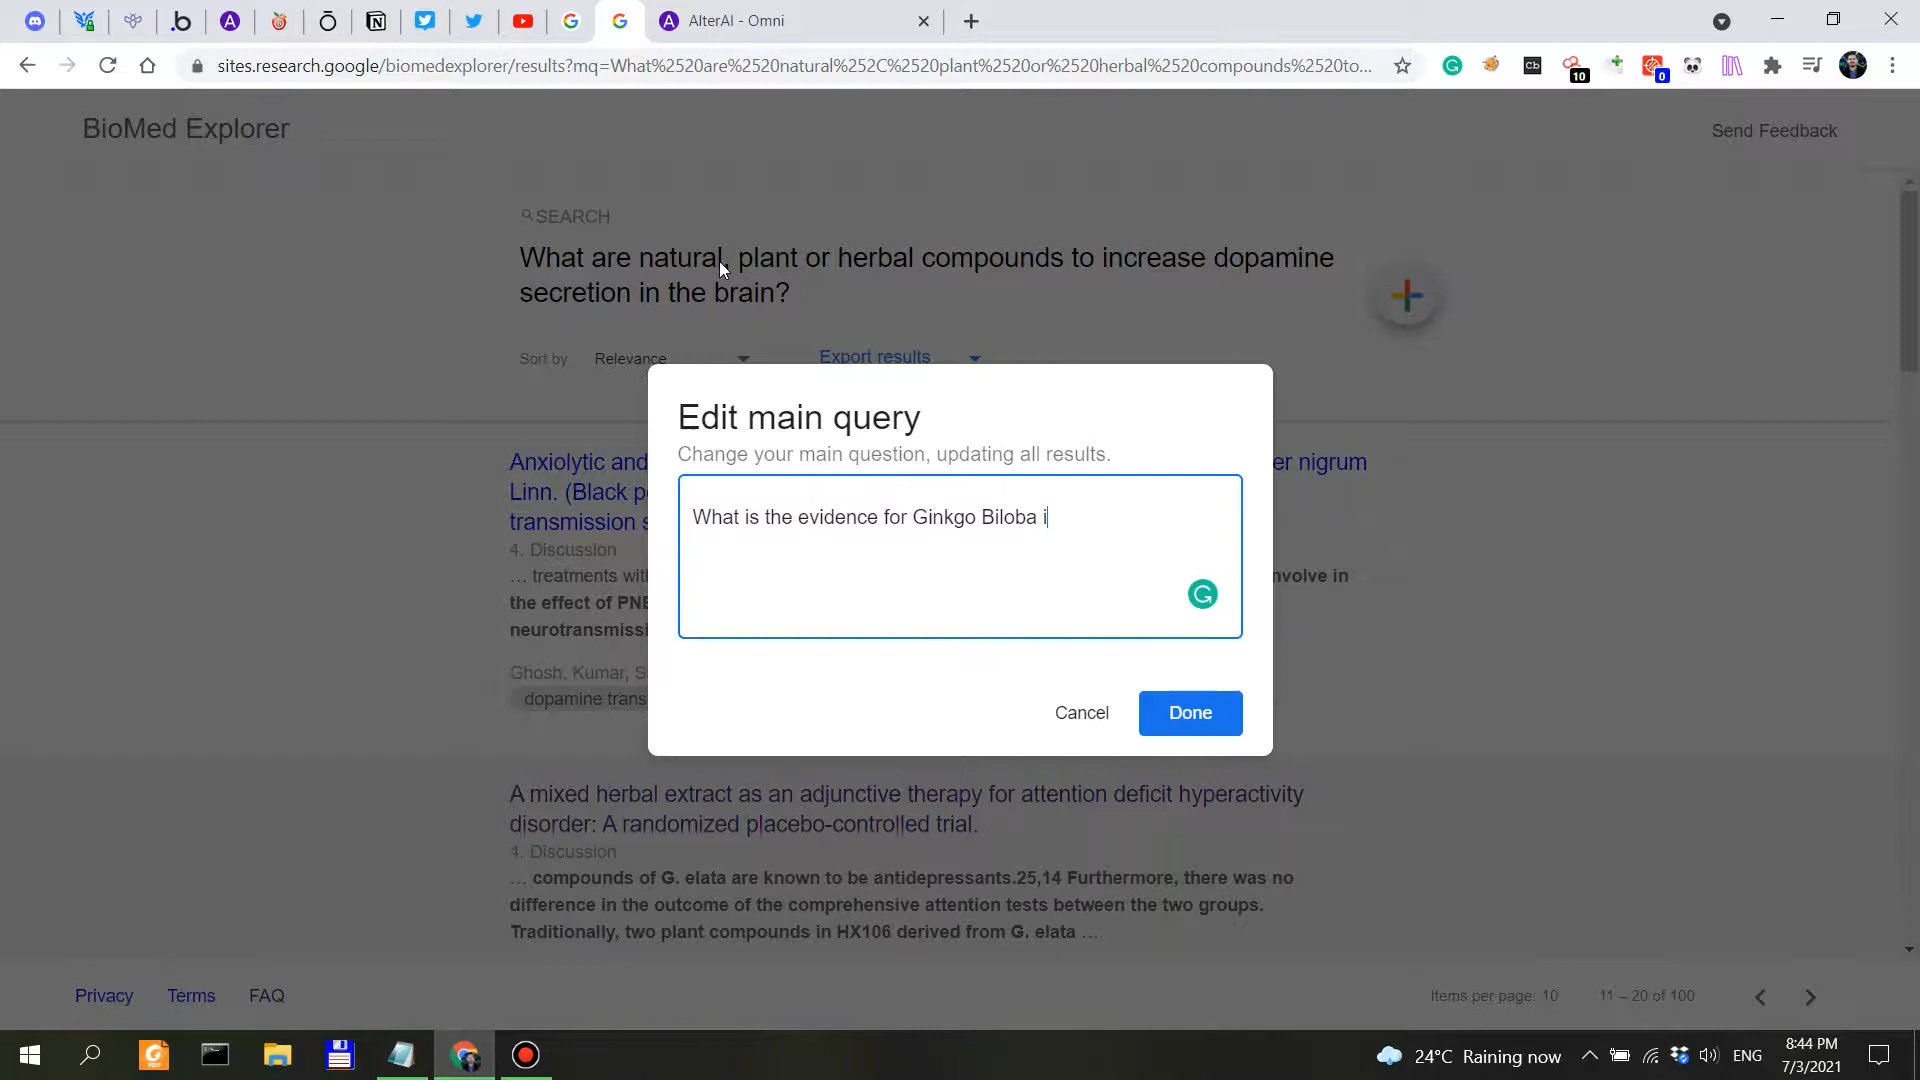 AlterAI - Omni
sites.research.google/biomedexplorer/results?mq=What%2520are%2520natural%252C%2520plant%2520or%2520herbal%2520compounds%2520to...
10
0
BioMed Explorer
Send Feedback
SEARCH
What are natural, plant or herbal compounds to increase dopamine
secretion in the brain?
Sort by Relevance Export results
Edit main query
Change your main question, updating all results.
What is the evidence for Ginkgo Biloba i
Cancel Done
Anxiolytic and er nigrum
Linn. (Black p
transmission s
4. Discussion
... treatments with nvolve in
the effect of PNE
neurotransmissi
Ghosh, Kumar, S
dopamine trans
A mixed herbal extract as an adjunctive therapy for attention deficit hyperactivity
disorder: A randomized placebo-controlled trial.
4. Discussion
... compounds of G. elata are known to be antidepressants.25,14 Furthermore, there was no
difference in the outcome of the comprehensive attention tests between the two groups.
Traditionally, two plant compounds in HX106 derived from G. elata ...
Privacy Terms FAQ
Items per page: 10 11 – 20 of 100
24°C Raining now
ENG
8:44 PM
7/3/2021